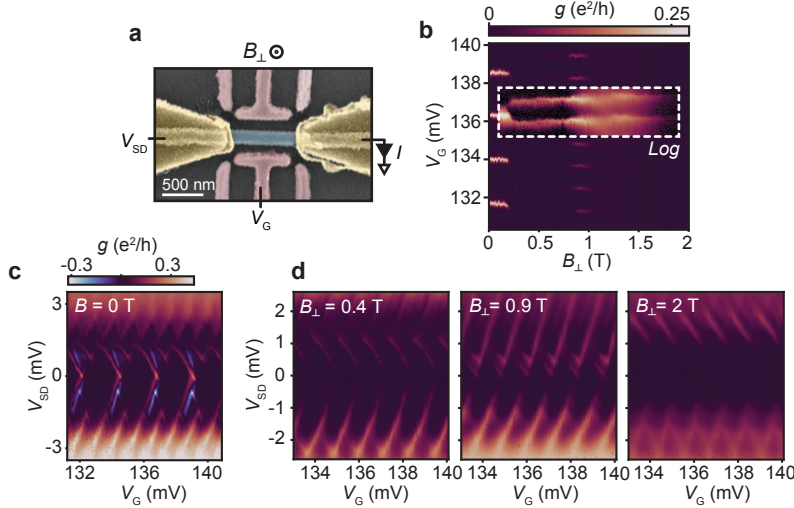 a
B⊥ ⊙
V_SD
I
500 nm
V_G
b
g (e²/h)
0
0.25
140
138
136
134
132
V_G (mV)
Log
0
0.5
1
1.5
2
B⊥ (T)
c
g (e²/h)
-0.3
0.3
B = 0 T
3
0
-3
V_SD (mV)
132
136
140
V_G (mV)
d
B⊥ = 0.4 T
B⊥ = 0.9 T
B⊥ = 2 T
2
1
0
-1
-2
V_SD (mV)
134
136
138
140
134
136
138
140
134
136
138
140
V_G (mV)
V_G (mV)
V_G (mV)